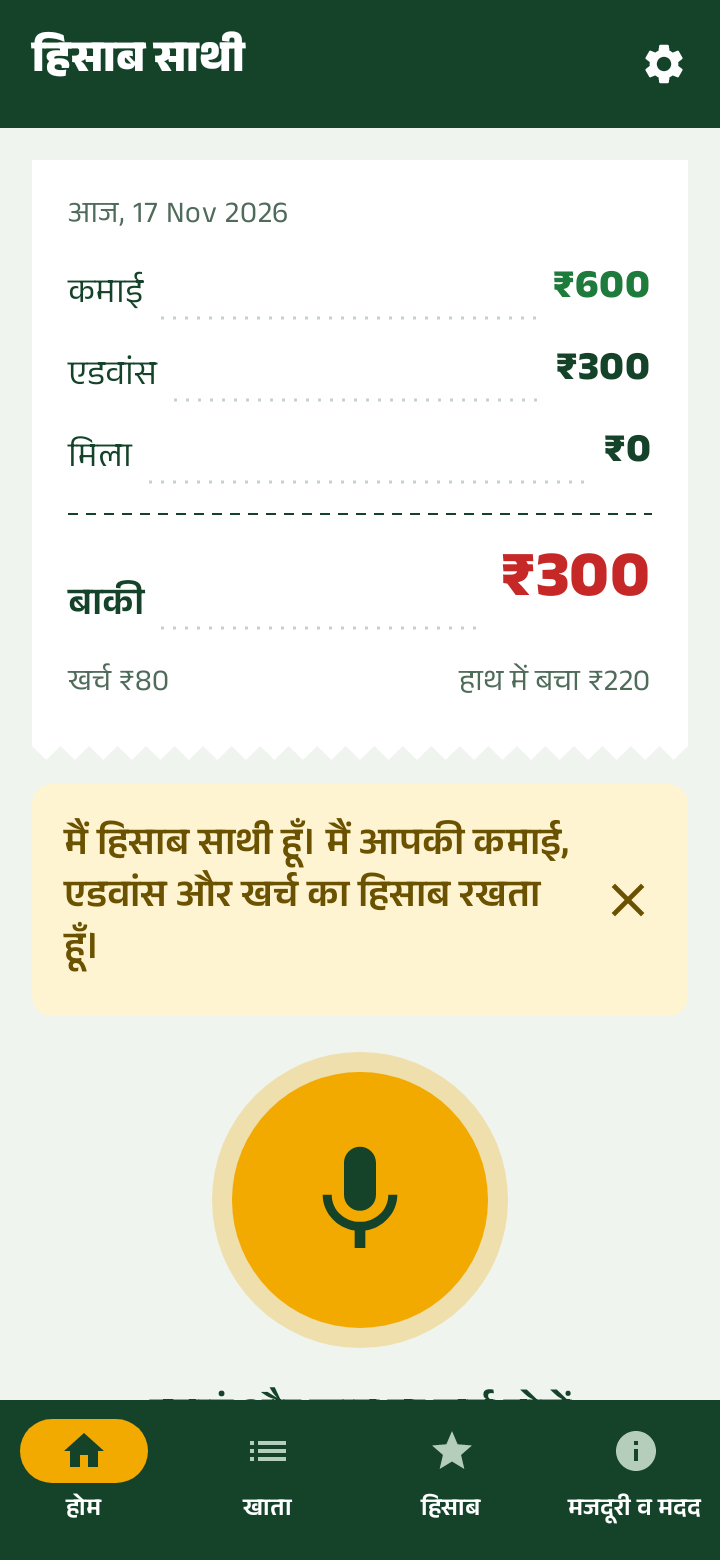 हिसाब साथी
आज, 17 Nov 2026
कमाई ₹600
एडवांस ₹300
मिला ₹0
बाकी ₹300
खर्च ₹80 हाथ में बचा ₹220
मैं हिसाब साथी हूँ। मैं आपकी कमाई,
एडवांस और खर्च का हिसाब रखता
हूँ।
होम खाता हिसाब मजदूरी व मदद